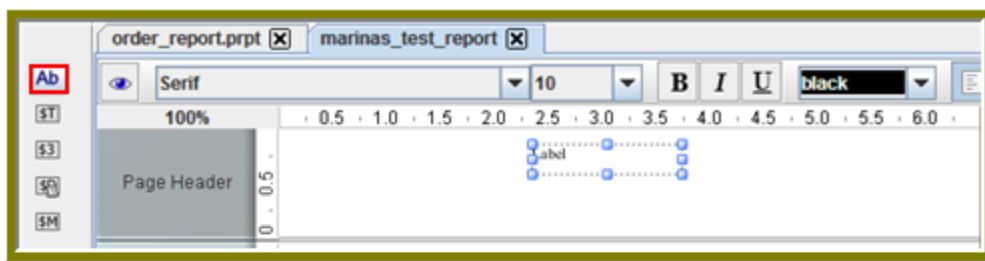 order_report.prpt marinas_test_report
Ab Serif 10 B I U black
$T 100% 0.5 1.0 1.5 2.0 2.5 3.0 3.5 4.0 4.5 5.0 5.5 6.0
$3 Label
Page Header 0.5
$M 0